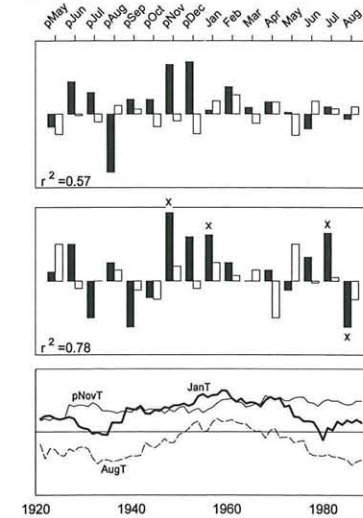 pMay pJun pJul pAug pSep pOct pNov pDec Jan Feb Mar Apr May Jun Jul Aug
r²=0.57
x
x x
x
r²=0.78
pNovT JanT
AugT
1920 1940 1960 1980